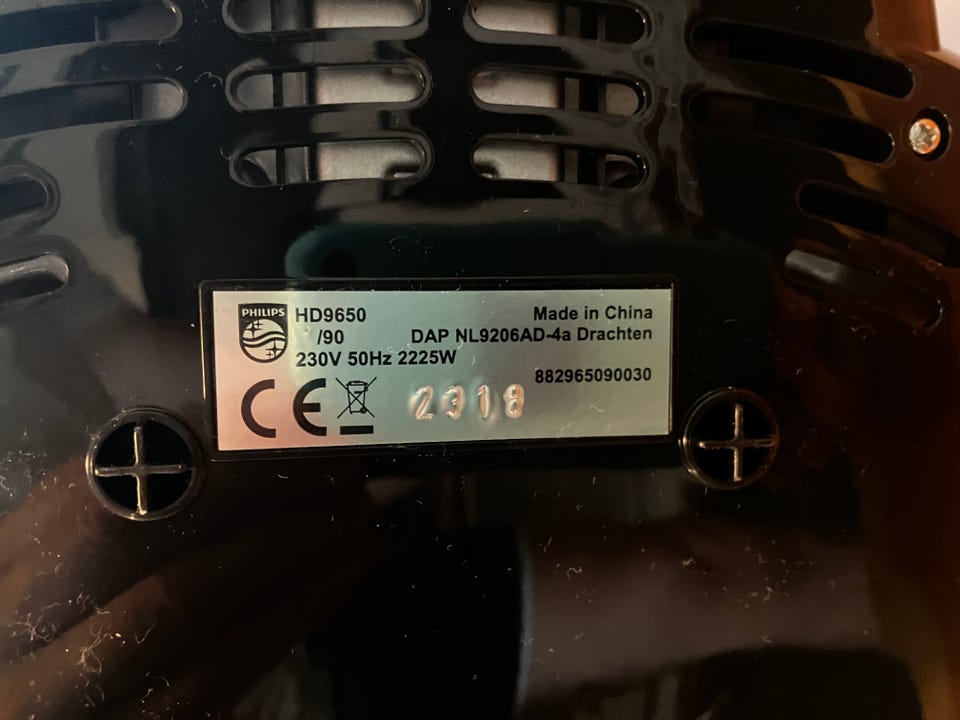 PHILIPS
HD9650
/90
230V 50Hz 2225W
Made in China
DAP NL9206AD-4a Drachten
882965090030
CE
2318